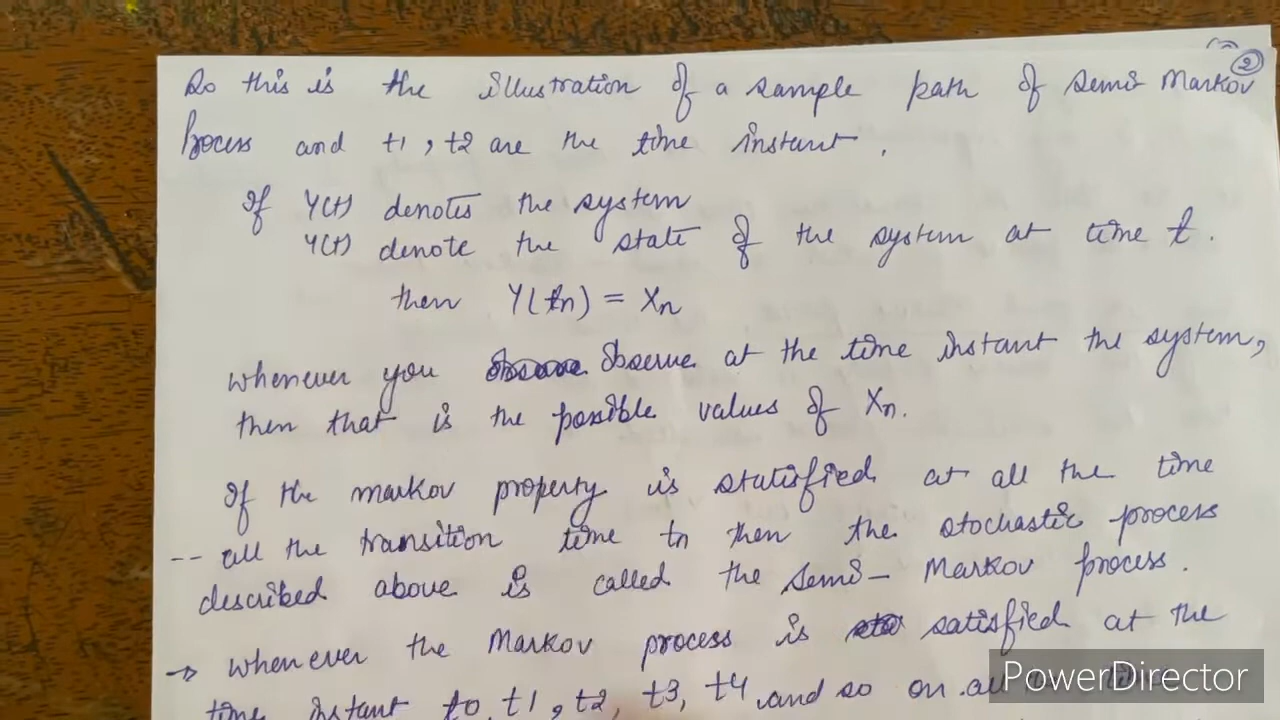 2
So this is the illustration of a sample path of semi Markov
Process and t1, t2 are the time instant.
If Y(t) denotes the system
Y(t) denote the state of the system at time t.
then Y(tn) = Xn
whenever you observe at the time instant the system,
then that is the possible values of Xn.
If the markov property is statisfied at all the time
-- all the transition time tn then the stochastic process
described above is called the semi- Markov process.
→ whenever the Markov process is satisfied at the
time instant t0, t1, t2, t3, t4 and so on all
PowerDirector